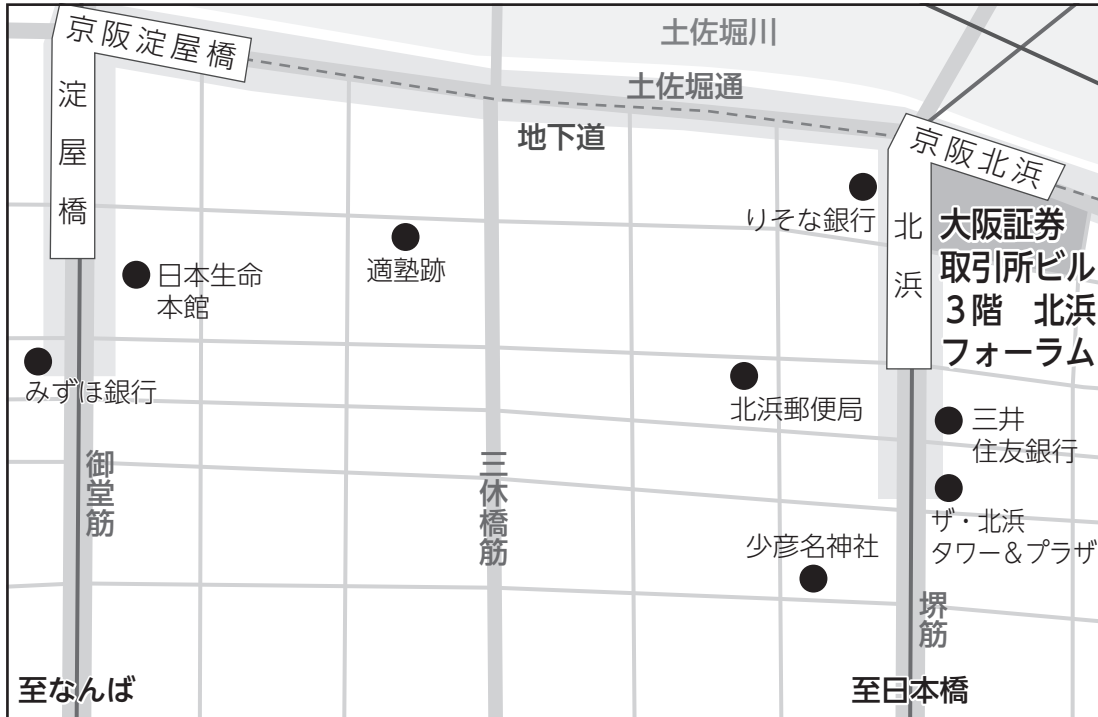 土佐堀川
京阪淀屋橋
土佐堀通
地下道
淀屋橋
京阪北浜
りそな銀行
北浜
大阪証券
取引所ビル
3階　北浜
フォーラム
適塾跡
日本生命
本館
みずほ銀行
北浜郵便局
三井
住友銀行
御堂筋
三休橋筋
ザ・北浜
タワー&プラザ
少彦名神社
堺筋
至なんば
至日本橋